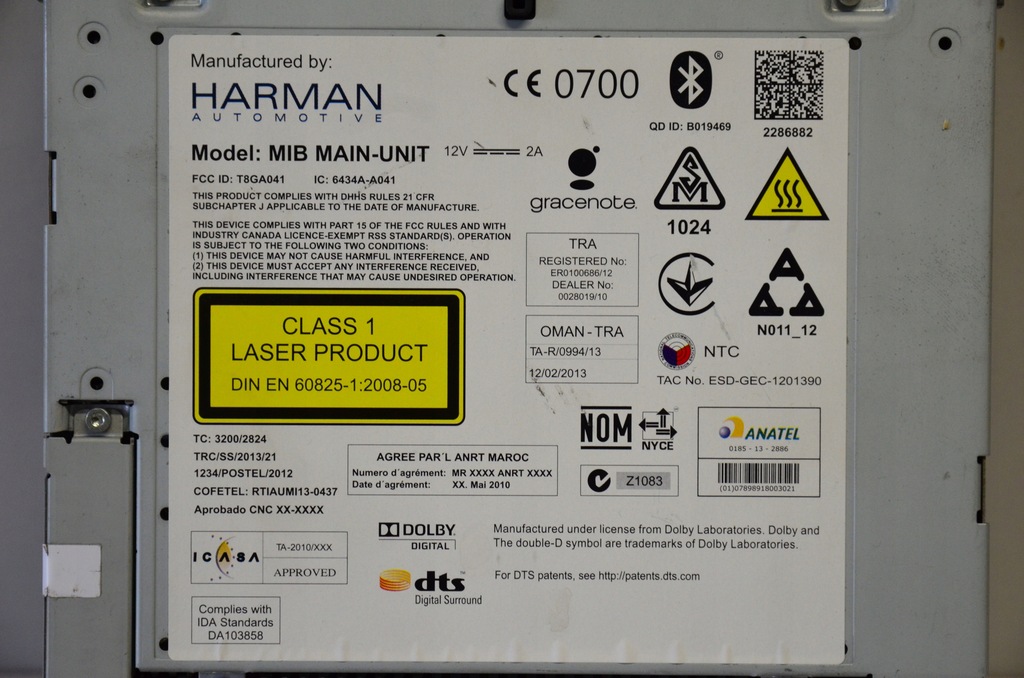 Manufactured by:
HARMAN
AUTOMOTIVE
CE 0700
®
QD ID: B019469
2286882
Model: MIB MAIN-UNIT 12V 2A
FCC ID: T8GA041 IC: 6434A-A041
THIS PRODUCT COMPLIES WITH DHHS RULES 21 CFR
SUBCHAPTER J APPLICABLE TO THE DATE OF MANUFACTURE.
THIS DEVICE COMPLIES WITH PART 15 OF THE FCC RULES AND WITH
INDUSTRY CANADA LICENCE-EXEMPT RSS STANDARD(S). OPERATION
IS SUBJECT TO THE FOLLOWING TWO CONDITIONS:
(1) THIS DEVICE MAY NOT CAUSE HARMFUL INTERFERENCE, AND
(2) THIS DEVICE MUST ACCEPT ANY INTERFERENCE RECEIVED,
INCLUDING INTERFERENCE THAT MAY CAUSE UNDESIRED OPERATION.
gracenote.
SM
1024
TRA
REGISTERED No:
ER0100686/12
DEALER No:
0028019/10
AAA
N011_12
OMAN-TRA
TA-R/0994/13
12/02/2013
NTC
TAC No. ESD-GEC-1201390
CLASS 1
LASER PRODUCT
DIN EN 60825-1:2008-05
NOM
NYCE
ANATEL
0185-13-2886
(01)07898918003021
Z1083
TC: 3200/2824
TRC/SS/2013/21
1234/POSTEL/2012
COFETEL: RTIAUMI13-0437
Aprobado CNC XX-XXXX
AGREE PAR´L ANRT MAROC
Numero d´agrément: MR XXXX ANRT XXXX
Date d´agrément: XX. Mai 2010
ICASA
TA-2010/XXX
APPROVED
DOLBY
DIGITAL
Manufactured under license from Dolby Laboratories. Dolby and
The double-D symbol are trademarks of Dolby Laboratories.
dts
Digital Surround
For DTS patents, see http://patents.dts.com
Complies with
IDA Standards
DA103858